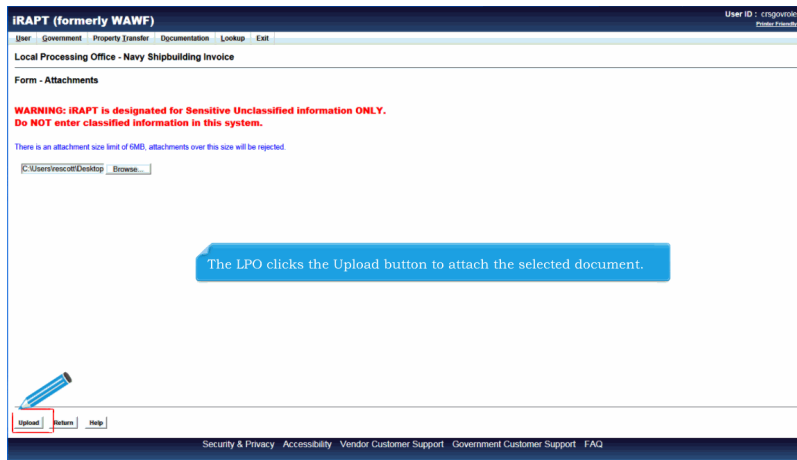 iRAPT (formerly WAWF)
User ID : crsgovrole
Printer Friendly
User Government Property Transfer Documentation Lookup Exit
Local Processing Office - Navy Shipbuilding Invoice
Form - Attachments
WARNING: iRAPT is designated for Sensitive Unclassified information ONLY.
Do NOT enter classified information in this system.
There is an attachment size limit of 6MB, attachments over this size will be rejected.
C:\Users\rescott\Desktop Browse...
The LPO clicks the Upload button to attach the selected document.
Upload Return Help
Security & Privacy Accessibility Vendor Customer Support Government Customer Support FAQ